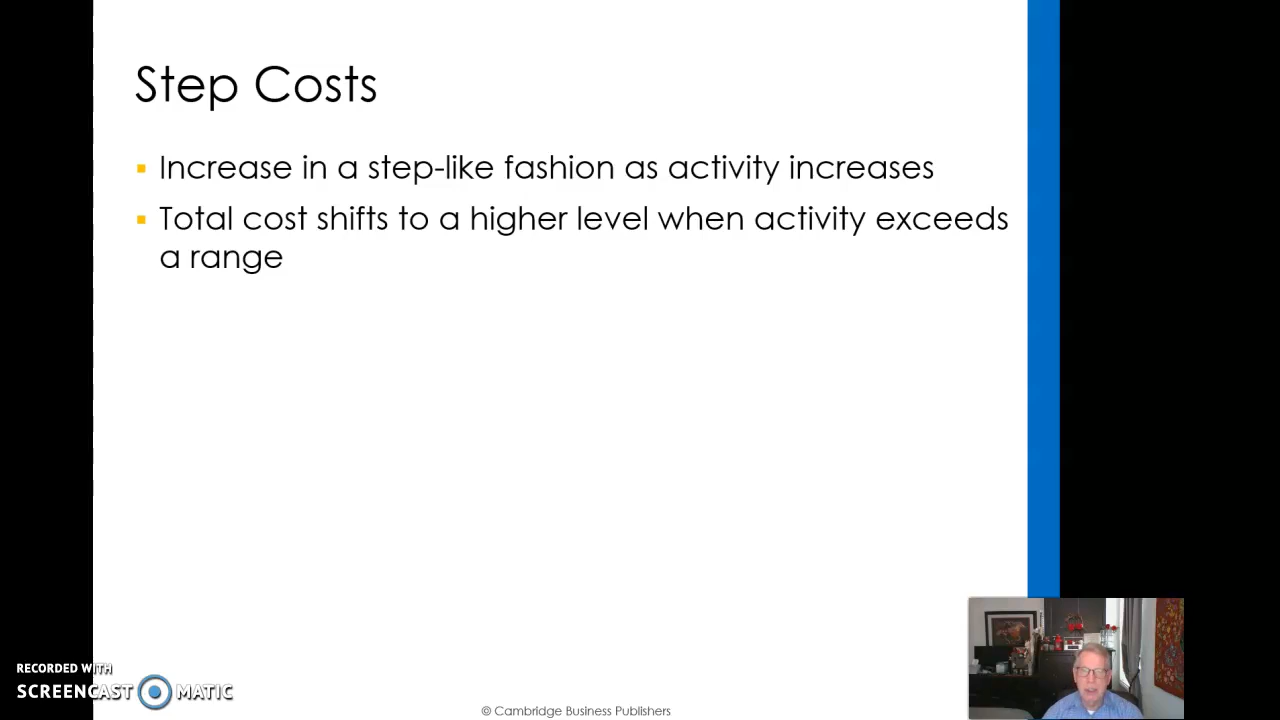 Step Costs
Increase in a step-like fashion as activity increases
Total cost shifts to a higher level when activity exceeds
a range
RECORDED WITH
SCREENCAST MATIC
© Cambridge Business Publishers